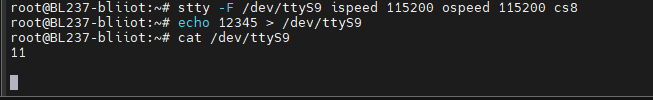 root@BL237-bliiot:~# stty -F /dev/ttyS9 ispeed 115200 ospeed 115200 cs8
root@BL237-bliiot:~# echo 12345 > /dev/ttyS9
root@BL237-bliiot:~# cat /dev/ttyS9
11